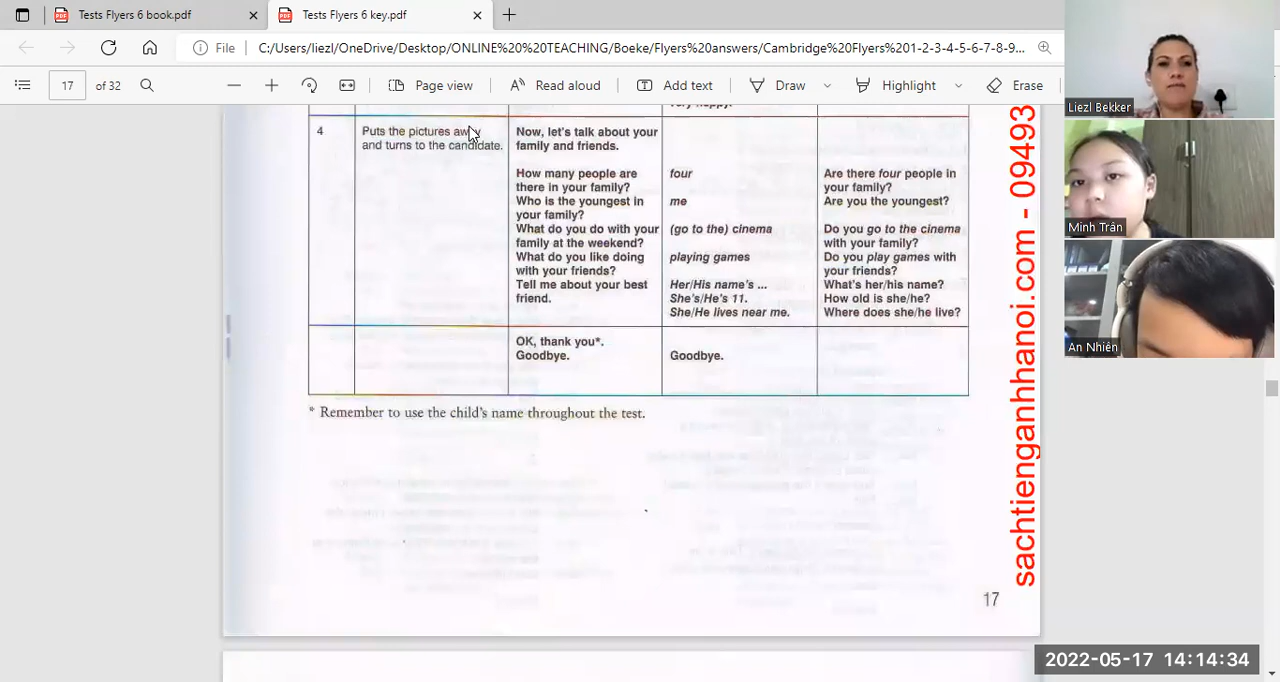 Tests Flyers 6 book.pdf
Tests Flyers 6 key.pdf
File
C:/Users/liezl/OneDrive/Desktop/ONLINE%20%20TEACHING/Boeke/Flyers%20answers/Cambridge%20Flyers%201-2-3-4-5-6-7-8-9...
17
of 32
Page view
Read aloud
Add text
Draw
Highlight
Erase
very happy.
4
Puts the pictures away
and turns to the candidate.
Now, let's talk about your
family and friends.
How many people are
there in your family?
Who is the youngest in
your family?
What do you do with your
family at the weekend?
What do you like doing
with your friends?
Tell me about your best
friend.
four
me
(go to the) cinema
playing games
Her/His name's ...
She's/He's 11.
She/He lives near me.
Are there four people in
your family?
Are you the youngest?
Do you go to the cinema
with your family?
Do you play games with
your friends?
What's her/his name?
How old is she/he?
Where does she/he live?
OK, thank you*.
Goodbye.
Goodbye.
* Remember to use the child's name throughout the test.
17
sachtienganhhanoi.com - 09493
Liezl Bekker
Minh Trân
An Nhiên
2022-05-17 14:14:34